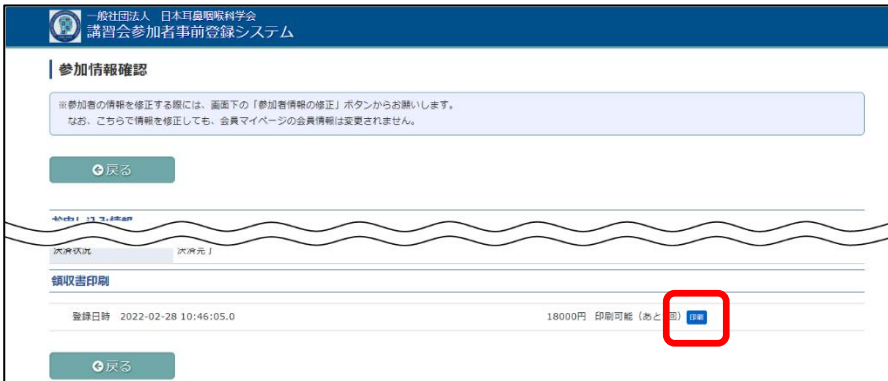 一般社団法人 日本耳鼻咽喉科学会
講習会参加者事前登録システム
参加情報確認
※参加者の情報を修正する際には、画面下の「参加者情報の修正」ボタンからお願いします。
なお、こちらで情報を修正しても、会員マイページの会員情報は変更されません。
戻る
お申し込み情報
決済状況 決済完了
領収書印刷
登録日時 2022-02-28 10:46:05.0 18000円 印刷可能（あと 回） 印刷
戻る